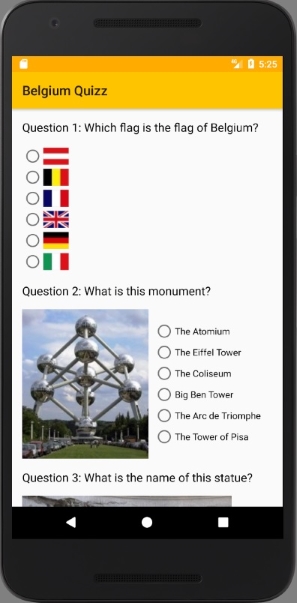 5:25
Belgium Quizz
Question 1: Which flag is the flag of Belgium?
Question 2: What is this monument?
The Atomium
The Eiffel Tower
The Coliseum
Big Ben Tower
The Arc de Triomphe
The Tower of Pisa
Question 3: What is the name of this statue?